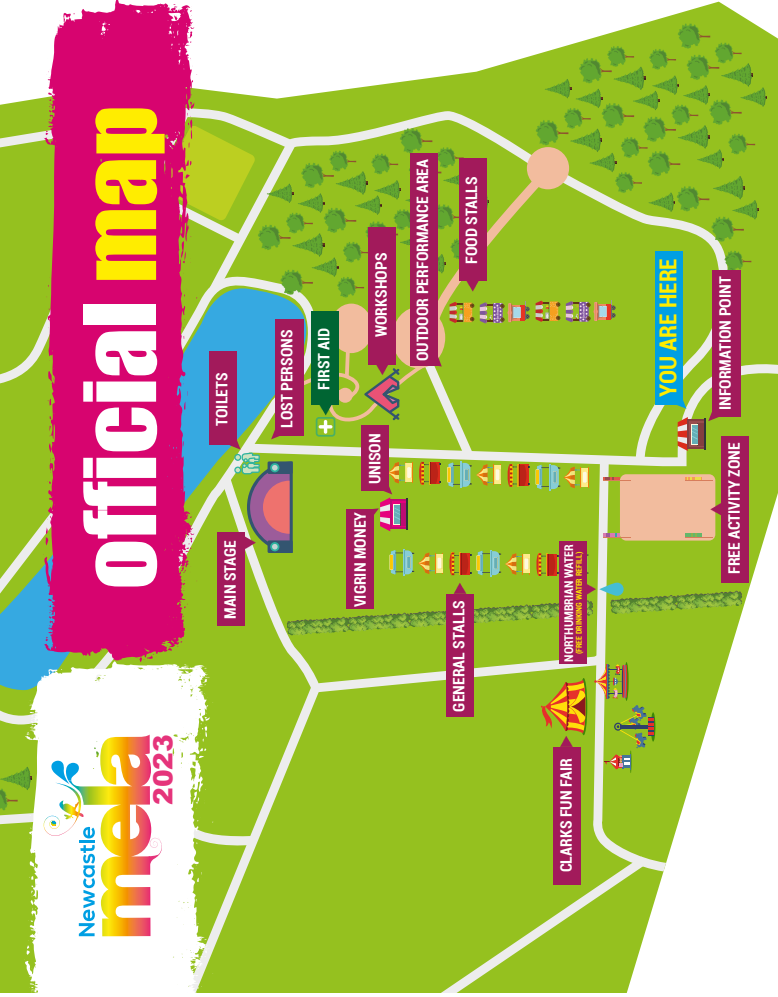 Newcastle
mela
2023
official map
MAIN STAGE
TOILETS
LOST PERSONS
FIRST AID
WORKSHOPS
OUTDOOR PERFORMANCE AREA
FOOD STALLS
VIGRIN MONEY
UNISON
GENERAL STALLS
NORTHUMBRIAN WATER
(FREE DRINKING WATER REFILL)
CLARKS FUN FAIR
YOU ARE HERE
INFORMATION POINT
FREE ACTIVITY ZONE